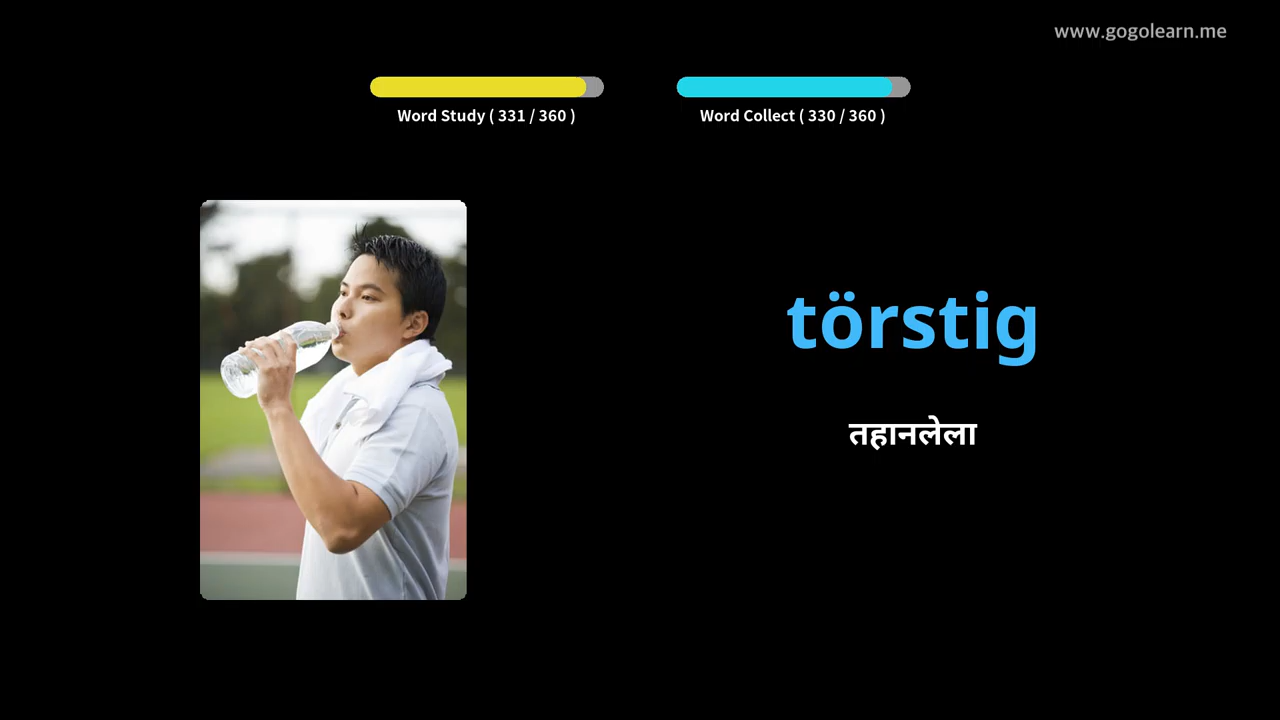 www.gogolearn.me
Word Study ( 331 / 360 )
Word Collect ( 330 / 360 )
törstig
तहानलेला